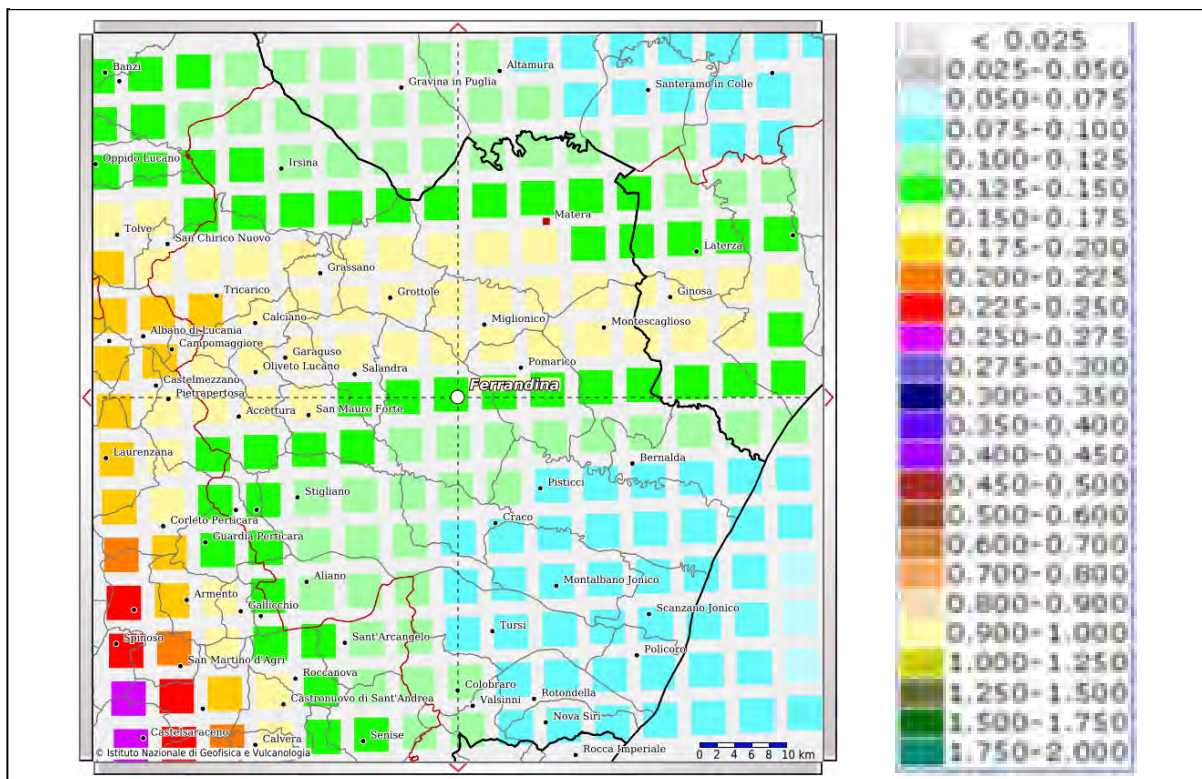 Banzi
Altamura
Gravina in Puglia
Santeramo in Colle
Oppido Lucano
Irsina
Matera
Tolve
San Chirico Nuovo
Laterza
Grassano
Tricarico
Grottole
Ginosa
Calciano
Miglionico
Montescaglioso
Albano di Lucania
Campomaggiore
Garaguso
Oliveto Lucano
Salandra
Pomarico
Castelmezzano
Ferrandina
Pietrapertosa
Accettura
San Mauro Forte
Laurenzana
Bernalda
Stigliano
Pisticci
Corleto Perticara
Craco
Guardia Perticara
Aliano
Montalbano Jonico
Armento
Gallicchio
Scanzano Jonico
Tursi
Spinoso
Sant'Arcangelo
Policoro
San Martino d'Agri
Roccanova
Colobraro
Castronuovo di Sant'Andrea
Rotondella
Valsinni
Nova Siri
Castelsaraceno
Calvera
Senise
Rocca Imperiale
© Istituto Nazionale di Geofisica e Vulcanologia
2 4 6 8 10 km
< 0.025
0.025-0.050
0.050-0.075
0.075-0.100
0.100-0.125
0.125-0.150
0.150-0.175
0.175-0.200
0.200-0.225
0.225-0.250
0.250-0.275
0.275-0.300
0.300-0.350
0.350-0.400
0.400-0.450
0.450-0.500
0.500-0.600
0.600-0.700
0.700-0.800
0.800-0.900
0.900-1.000
1.000-1.250
1.250-1.500
1.500-1.750
1.750-2.000